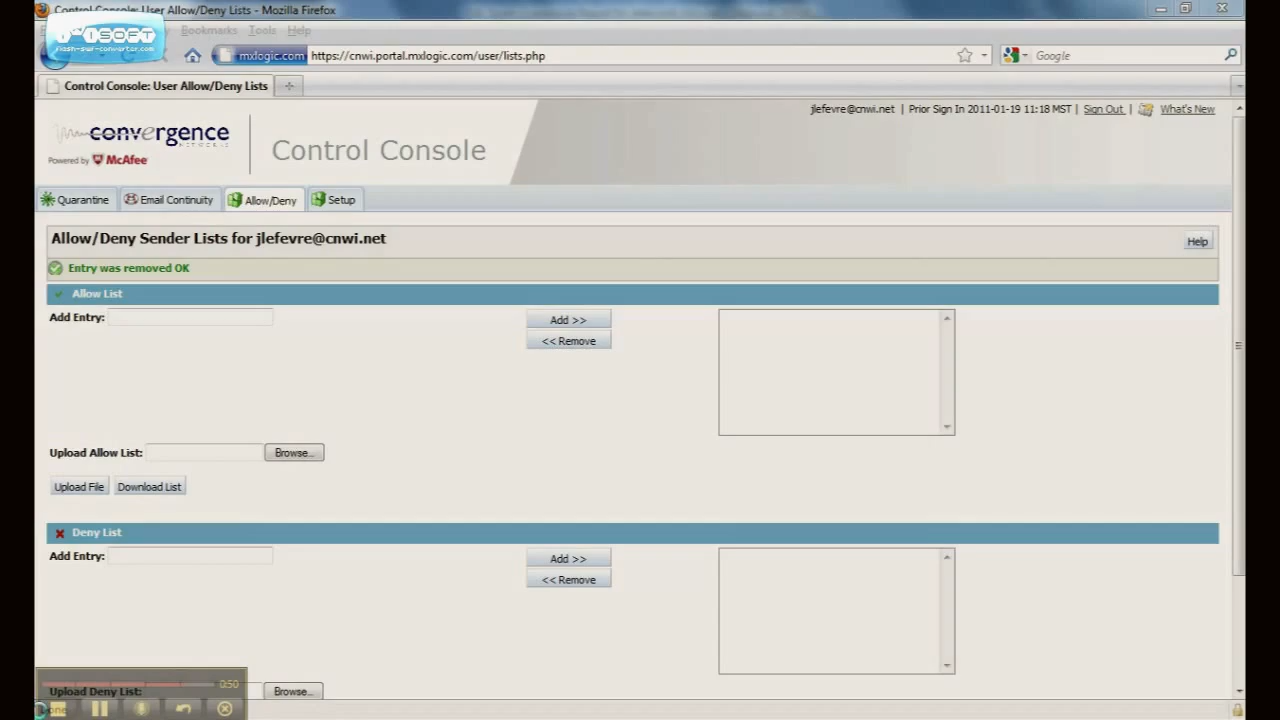 Control Console: User Allow/Deny Lists - Mozilla Firefox
Bookmarks Tools Help
mxlogic.com https://cnwi.portal.mxlogic.com/user/lists.php
Google
Control Console: User Allow/Deny Lists
jlefevre@cnwi.net | Prior Sign In 2011-01-19 11:18 MST | Sign Out | What's New
convergence
NETWORKS
Powered by McAfee
Control Console
Quarantine Email Continuity Allow/Deny Setup
Allow/Deny Sender Lists for jlefevre@cnwi.net
Help
Entry was removed OK
Allow List
Add Entry:
Add >>
<< Remove
Upload Allow List:
Browse...
Upload File Download List
Deny List
Add Entry:
Add >>
<< Remove
0:50
Upload Deny List:
Browse...